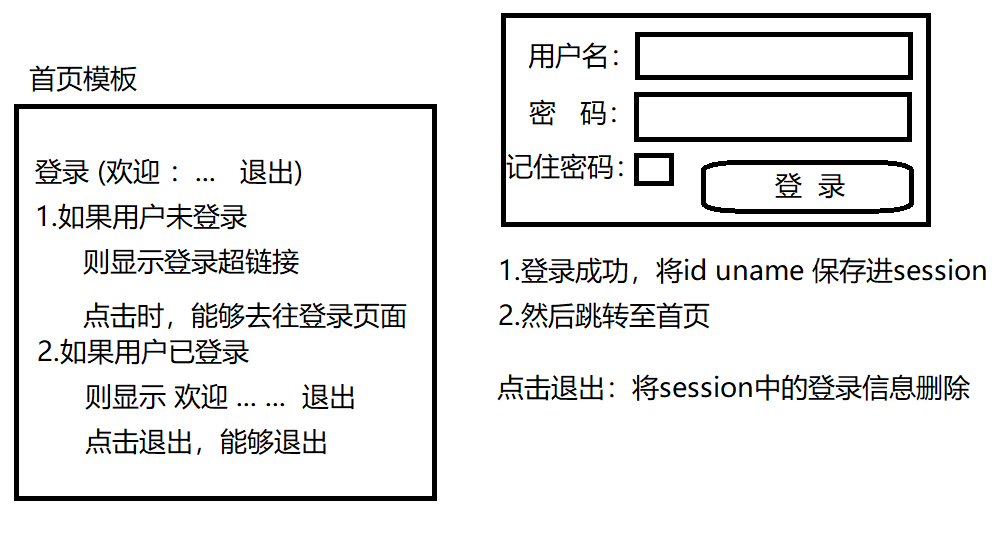 首页模板
登录 (欢迎 ：... 退出)
1.如果用户未登录
则显示登录超链接
点击时，能够去往登录页面
2.如果用户已登录
则显示 欢迎 ... ... 退出
点击退出，能够退出
用户名：
密 码：
记住密码：
登 录
1.登录成功，将id uname 保存进session
2.然后跳转至首页
点击退出：将session中的登录信息删除